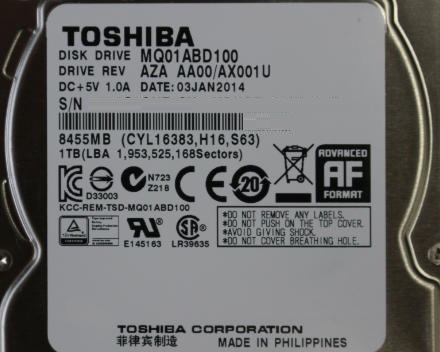 TOSHIBA
DISK DRIVE MQ01ABD100
DRIVE REV AZA AA00/AX001U
DC+5V 1.0A DATE:03JAN2014
S/N
8455MB (CYL16383,H16,S63)
1TB(LBA 1,953,525,168Sectors)
D33003
N723
Z218
20
ADVANCED
AF
FORMAT
KCC-REM-TSD-MQ01ABD100
E145163
LR39635
*DO NOT REMOVE ANY LABELS.
*DO NOT PUSH ON THE TOP COVER.
*AVOID GIVING SHOCK.
*DO NOT COVER BREATHING HOLE.
TOSHIBA CORPORATION
菲律宾制造 MADE IN PHILIPPINES